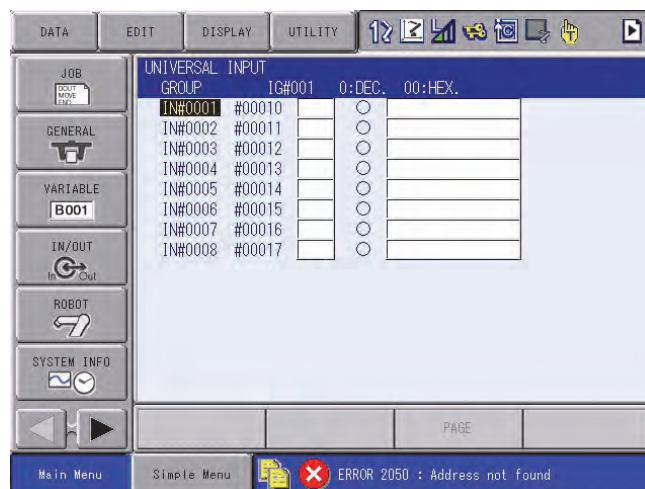 DATA EDIT DISPLAY UTILITY 12
JOB
DOUT
MOVE
END
GENERAL
VARIABLE
B001
IN/OUT
In Out
ROBOT
SYSTEM INFO
UNIVERSAL INPUT
GROUP IG#001 0:DEC. 00:HEX.
IN#0001 #00010
IN#0002 #00011
IN#0003 #00012
IN#0004 #00013
IN#0005 #00014
IN#0006 #00015
IN#0007 #00016
IN#0008 #00017
PAGE
Main Menu Simple Menu ERROR 2050 : Address not found